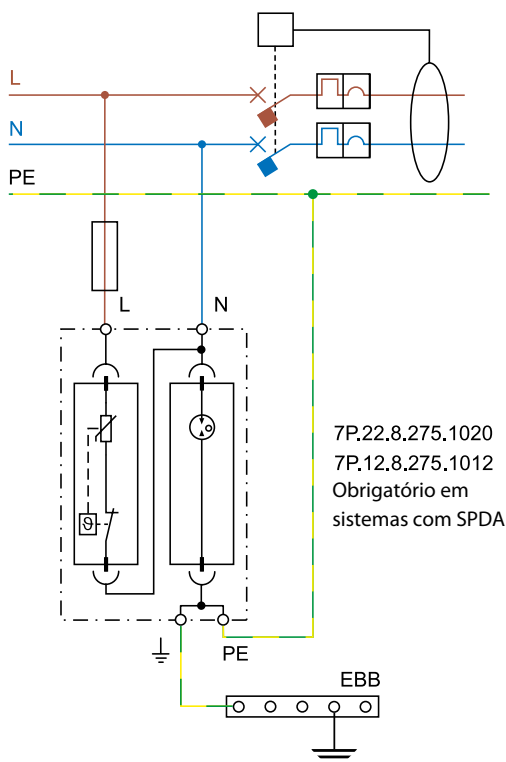 L
N
PE
L
N
7P.22.8.275.1020
7P.12.8.275.1012
Obrigatório em
sistemas com SPDA
ϑ
PE
EBB